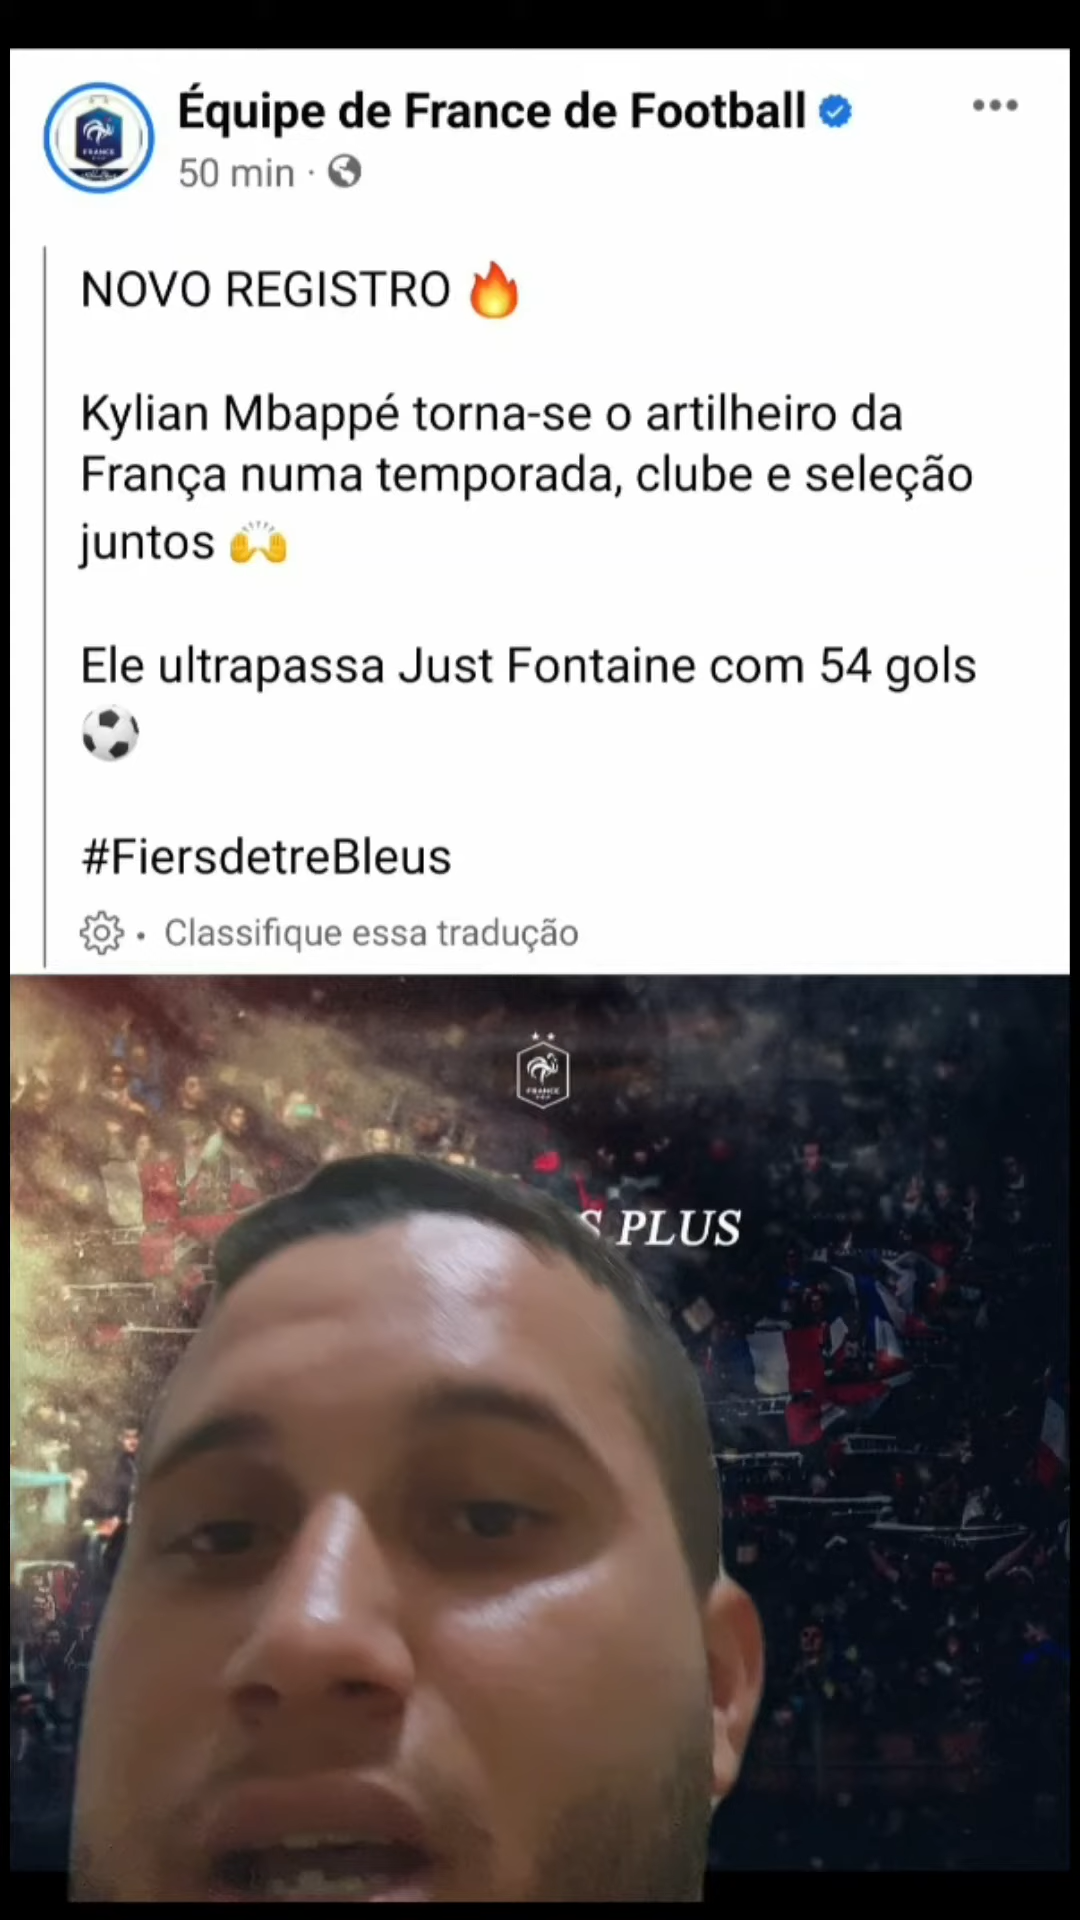 Équipe de France de Football
50 min ·
NOVO REGISTRO 🔥
Kylian Mbappé torna-se o artilheiro da
França numa temporada, clube e seleção
juntos 🙌
Ele ultrapassa Just Fontaine com 54 gols
⚽
#FiersdetreBleus
• Classifique essa tradução
FRANCE
S PLUS